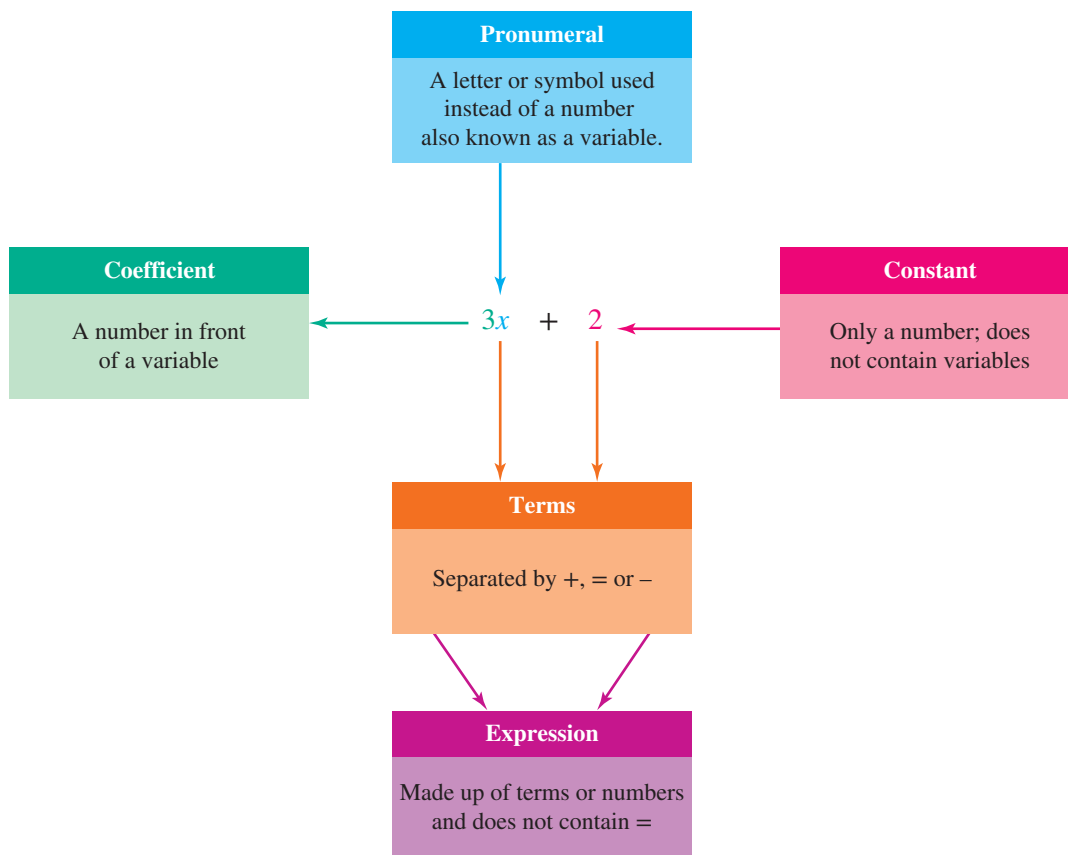 Pronumeral
A letter or symbol used
instead of a number
also known as a variable.
Coefficient
A number in front
of a variable
3x + 2
Constant
Only a number; does
not contain variables
Terms
Separated by +, = or –
Expression
Made up of terms or numbers
and does not contain =